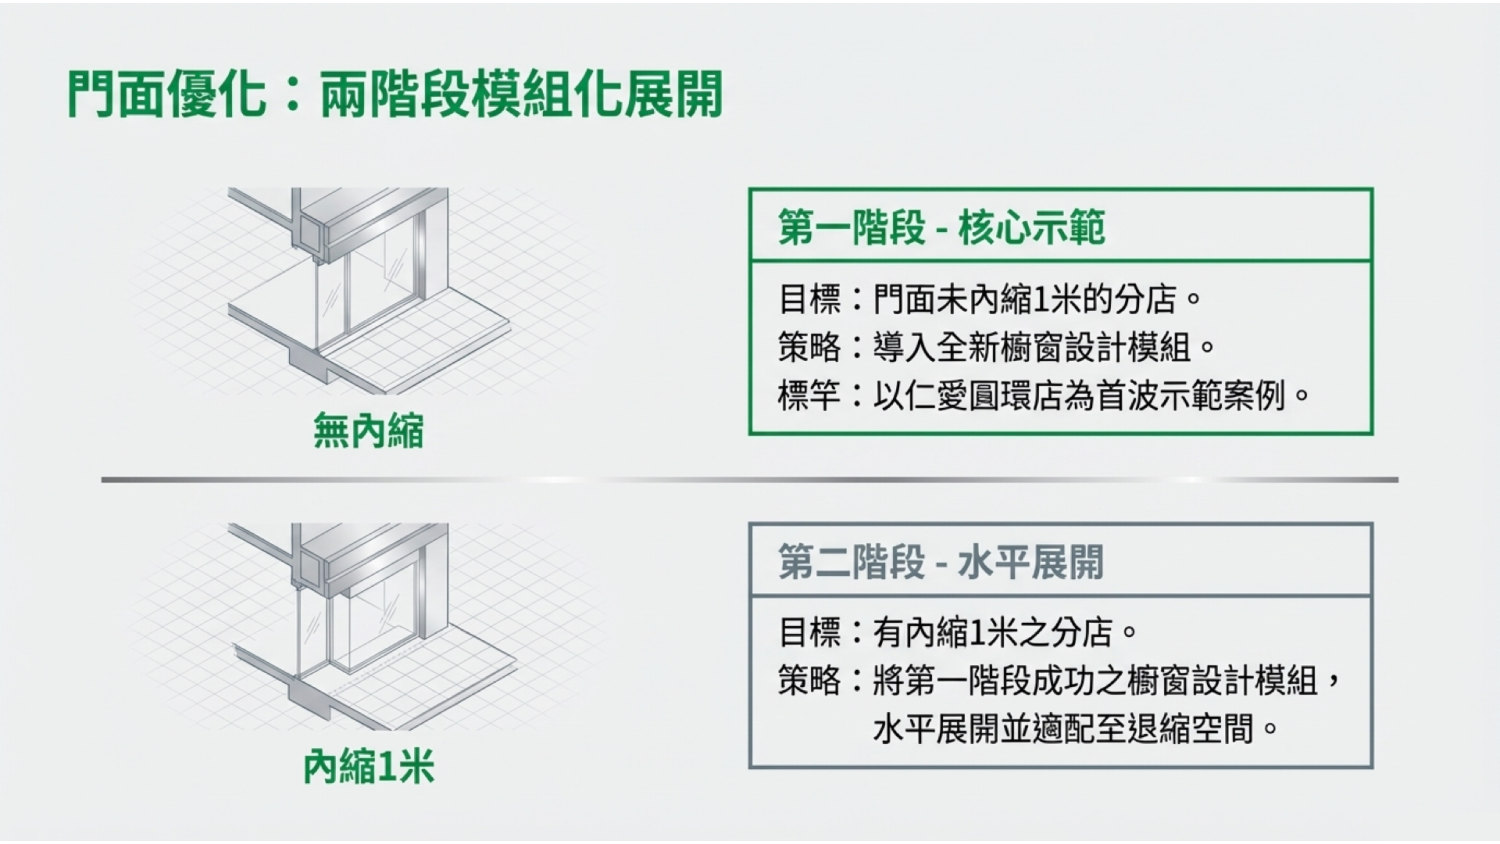 門面優化：兩階段模組化展開
無內縮
第一階段 - 核心示範
目標：門面未內縮1米的分店。
策略：導入全新櫥窗設計模組。
標竿：以仁愛圓環店為首波示範案例。
內縮1米
第二階段 - 水平展開
目標：有內縮1米之分店。
策略：將第一階段成功之櫥窗設計模組，
水平展開並適配至退縮空間。